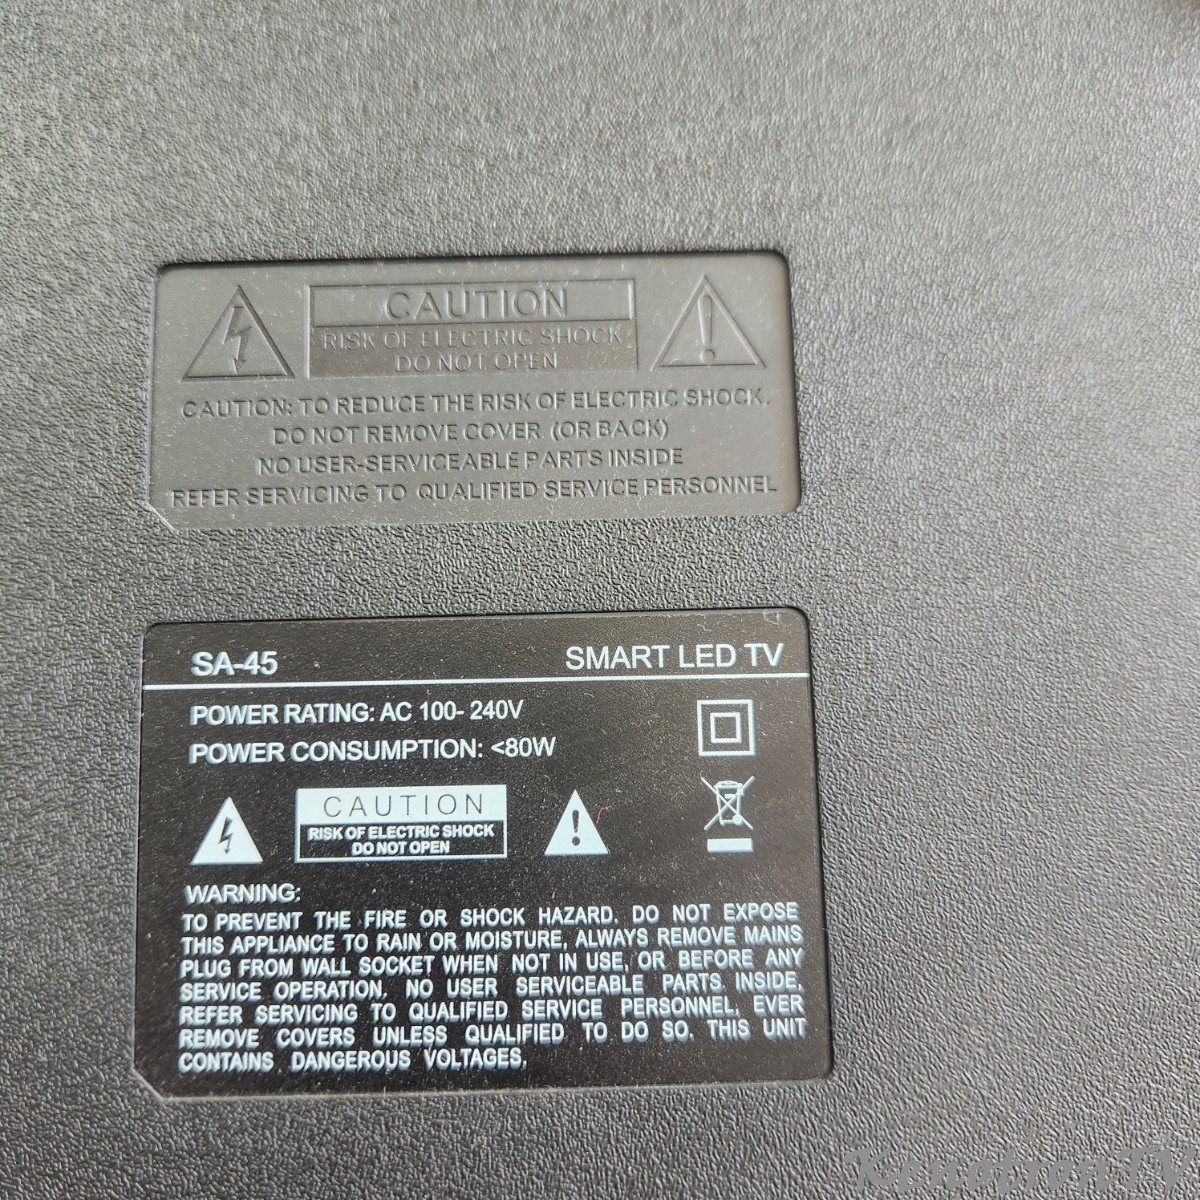 CAUTION
RISK OF ELECTRIC SHOCK
DO NOT OPEN
CAUTION: TO REDUCE THE RISK OF ELECTRIC SHOCK,
DO NOT REMOVE COVER (OR BACK)
NO USER-SERVICEABLE PARTS INSIDE
REFER SERVICING TO QUALIFIED SERVICE PERSONNEL
SA-45 SMART LED TV
POWER RATING: AC 100- 240V
POWER CONSUMPTION: <80W
CAUTION
RISK OF ELECTRIC SHOCK
DO NOT OPEN
WARNING:
TO PREVENT THE FIRE OR SHOCK HAZARD. DO NOT EXPOSE
THIS APPLIANCE TO RAIN OR MOISTURE, ALWAYS REMOVE MAINS
PLUG FROM WALL SOCKET WHEN NOT IN USE, OR BEFORE ANY
SERVICE OPERATION, NO USER SERVICEABLE PARTS INSIDE,
REFER SERVICING TO QUALIFIED SERVICE PERSONNEL, EVER
REMOVE COVERS UNLESS QUALIFIED TO DO SO. THIS UNIT
CONTAINS DANGEROUS VOLTAGES,
KenotronTV